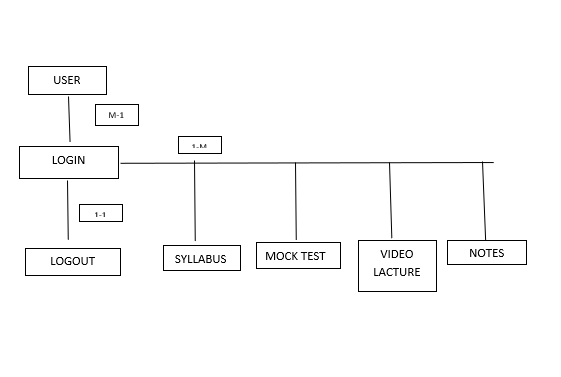 USER
M-1
1-M
LOGIN
1-1
LOGOUT
SYLLABUS
MOCK TEST
VIDEO
LACTURE
NOTES